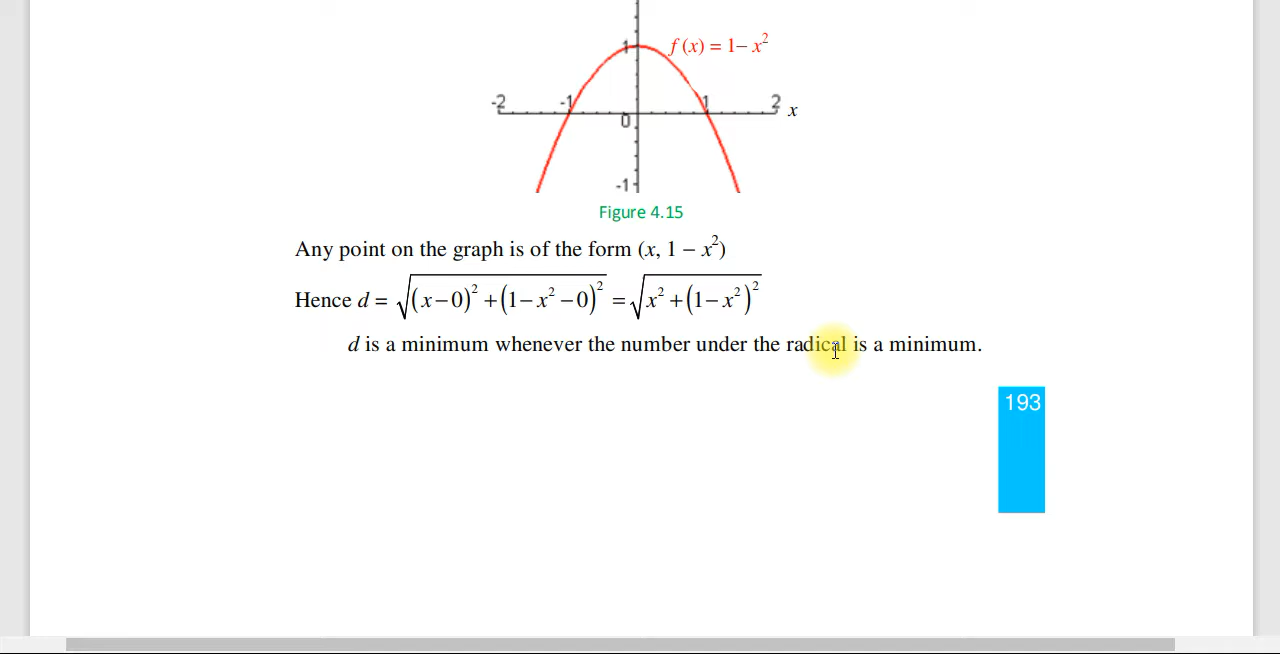 1
f (x) = 1− x²
-2 -1 0 1 2 x
-1
Figure 4.15
Any point on the graph is of the form (x, 1 − x²)
Hence d = √((x−0)² + (1−x² −0)²) = √(x² + (1−x²)²)
d is a minimum whenever the number under the radical is a minimum.
193